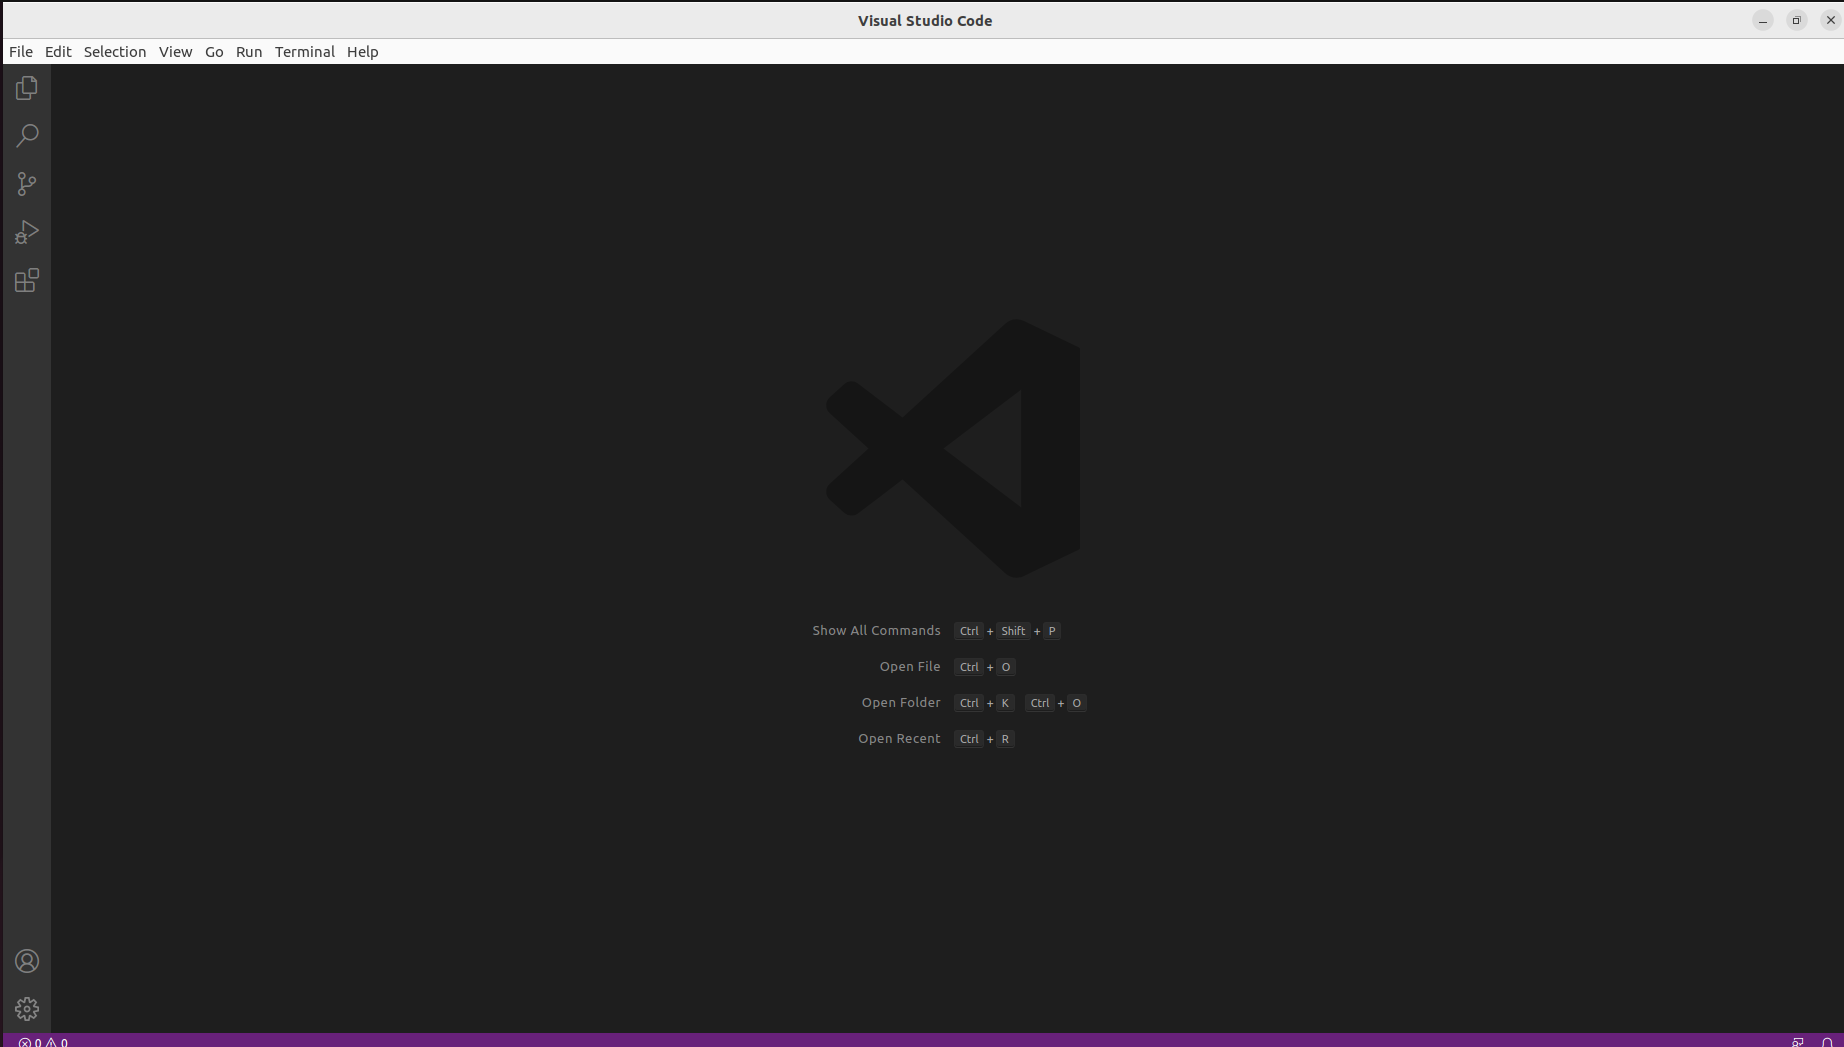 Visual Studio Code
File Edit Selection View Go Run Terminal Help
Show All Commands Ctrl + Shift + P
Open File Ctrl + O
Open Folder Ctrl + K Ctrl + O
Open Recent Ctrl + R
0 0